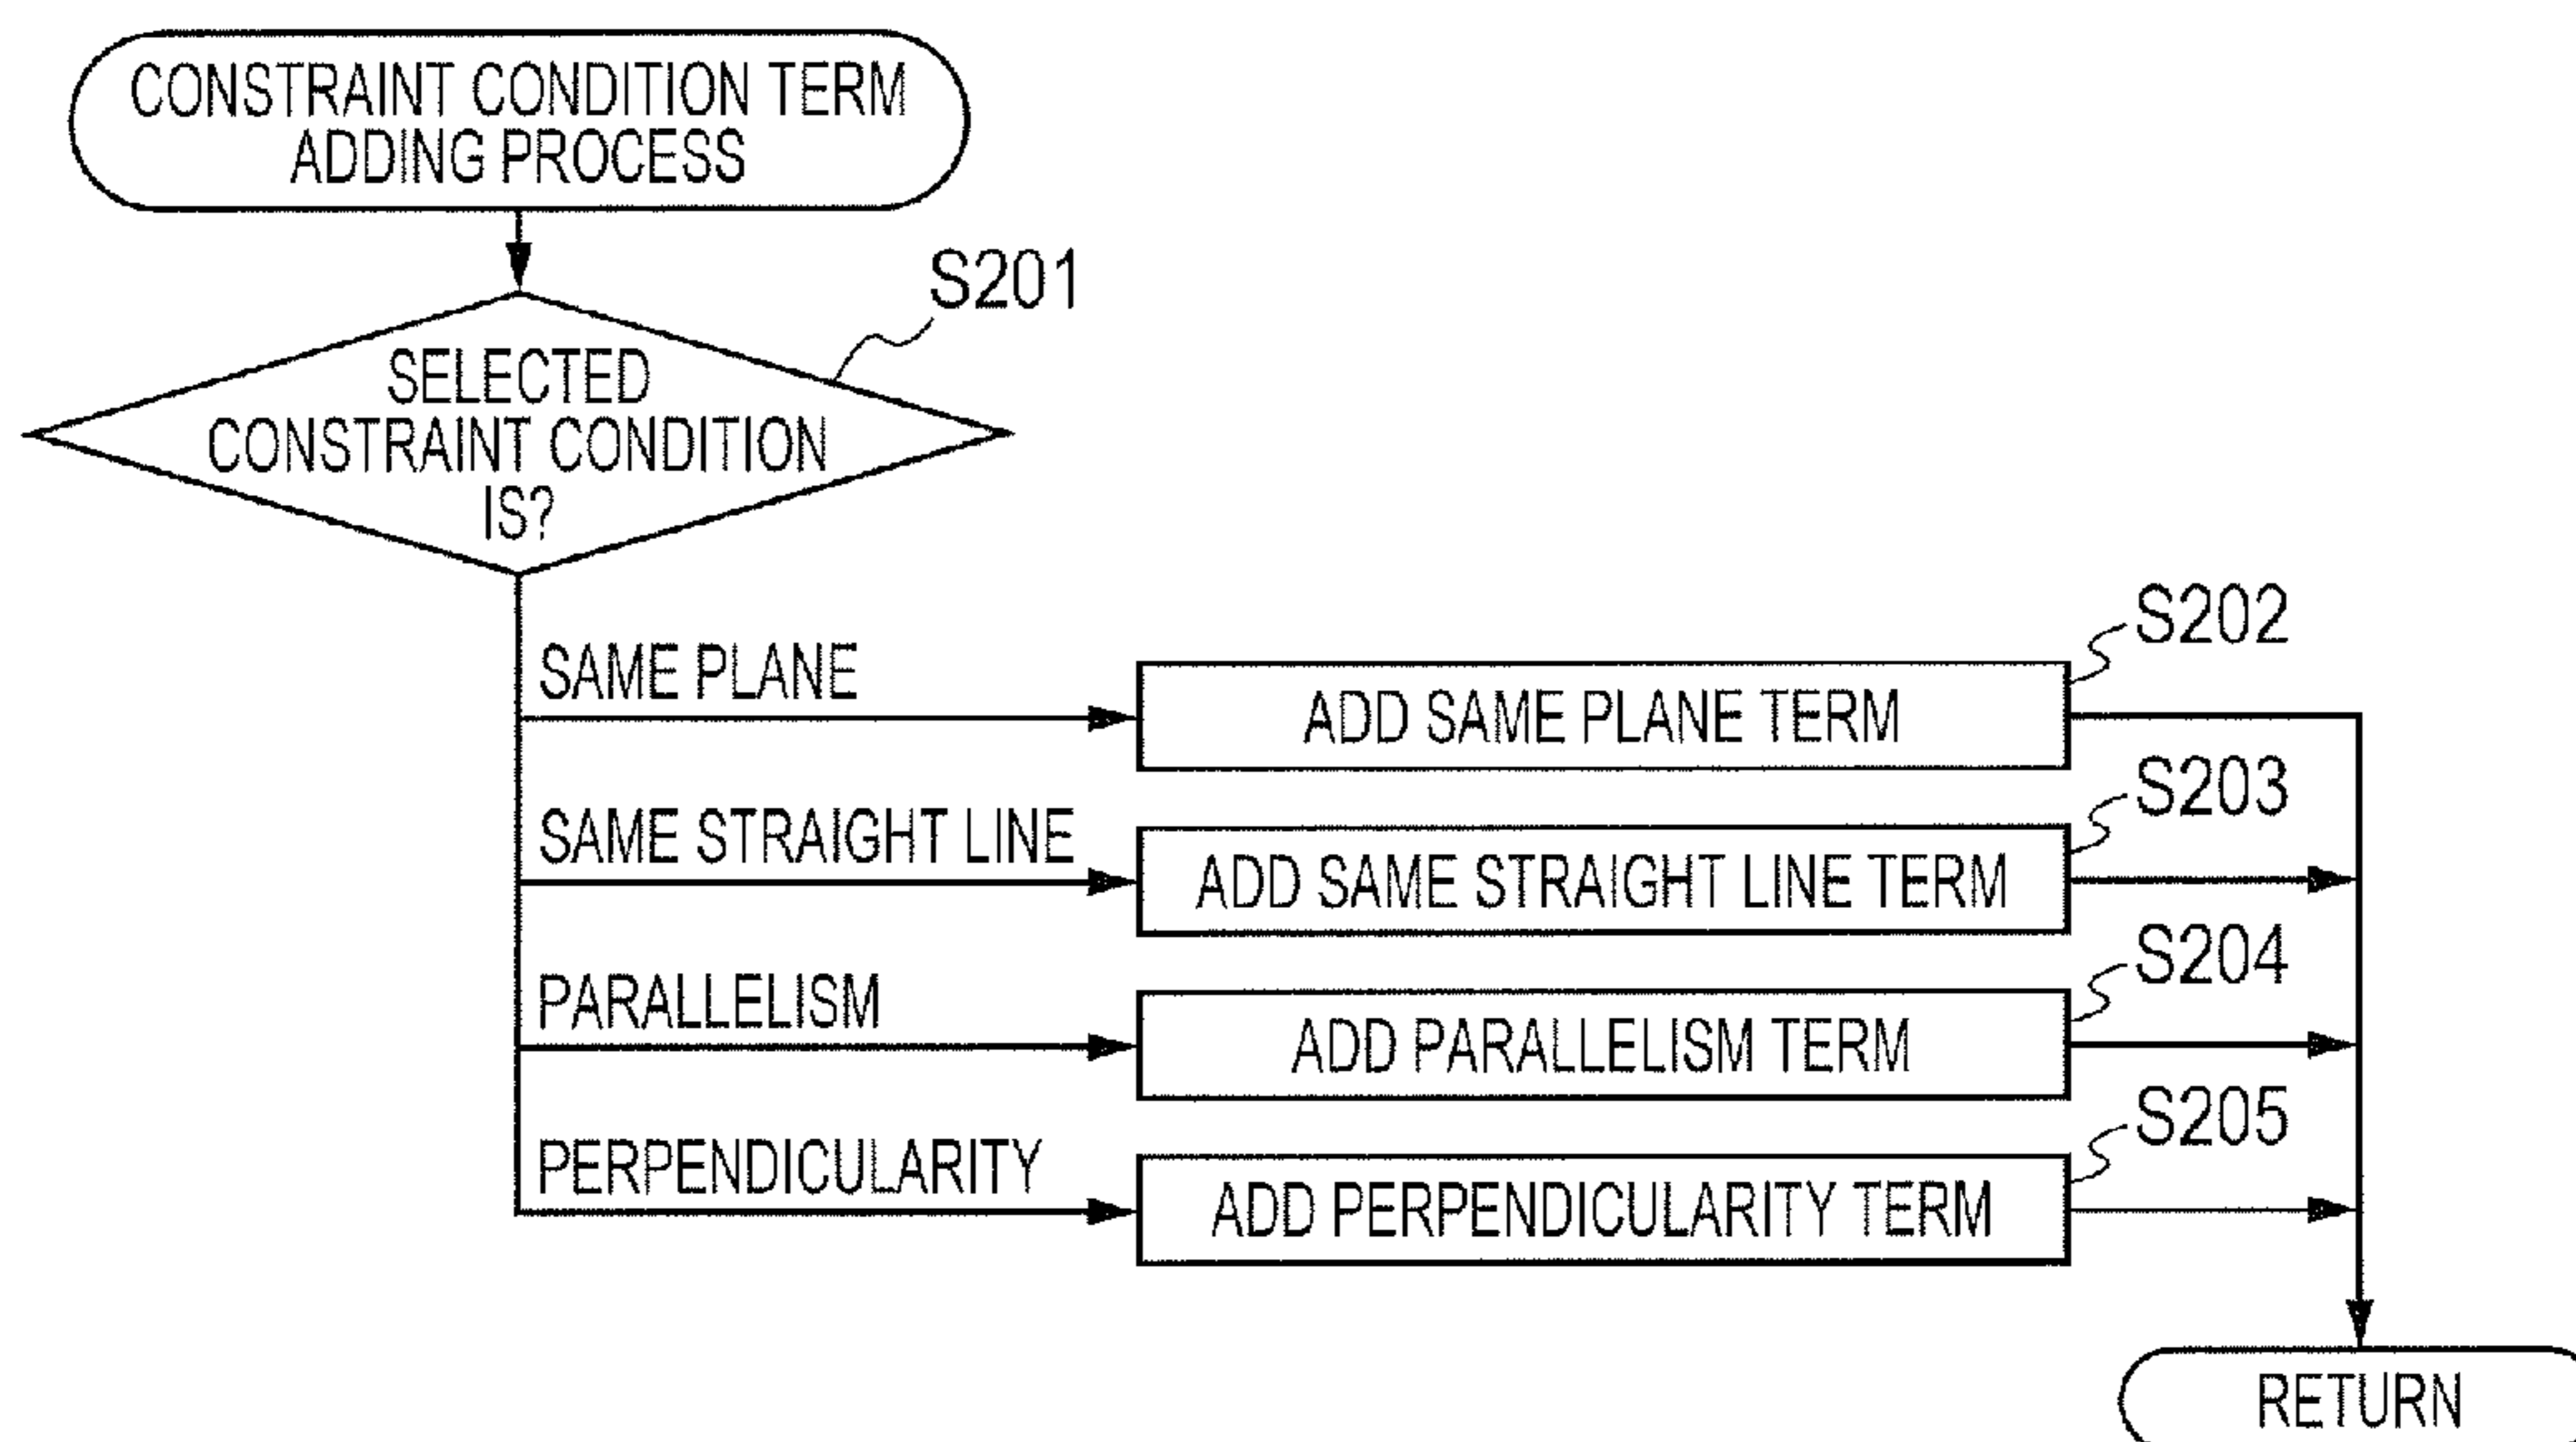 CONSTRAINT CONDITION TERM
ADDING PROCESS
S201
SELECTED
CONSTRAINT CONDITION
IS?
SAME PLANE
ADD SAME PLANE TERM
S202
SAME STRAIGHT LINE
ADD SAME STRAIGHT LINE TERM
S203
PARALLELISM
ADD PARALLELISM TERM
S204
PERPENDICULARITY
ADD PERPENDICULARITY TERM
S205
RETURN